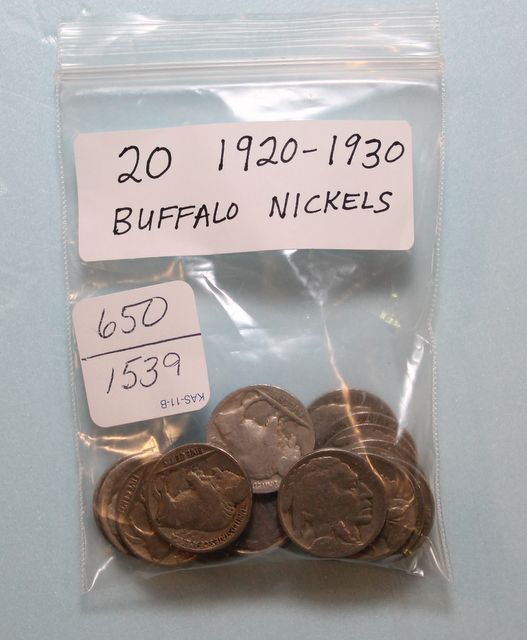 20 1920-1930
BUFFALO NICKELS
650
1539
KAS-11-B